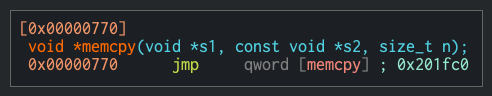 [0x00000770]
void *memcpy(void *s1, const void *s2, size_t n);
0x00000770 jmp qword [memcpy] ; 0x201fc0